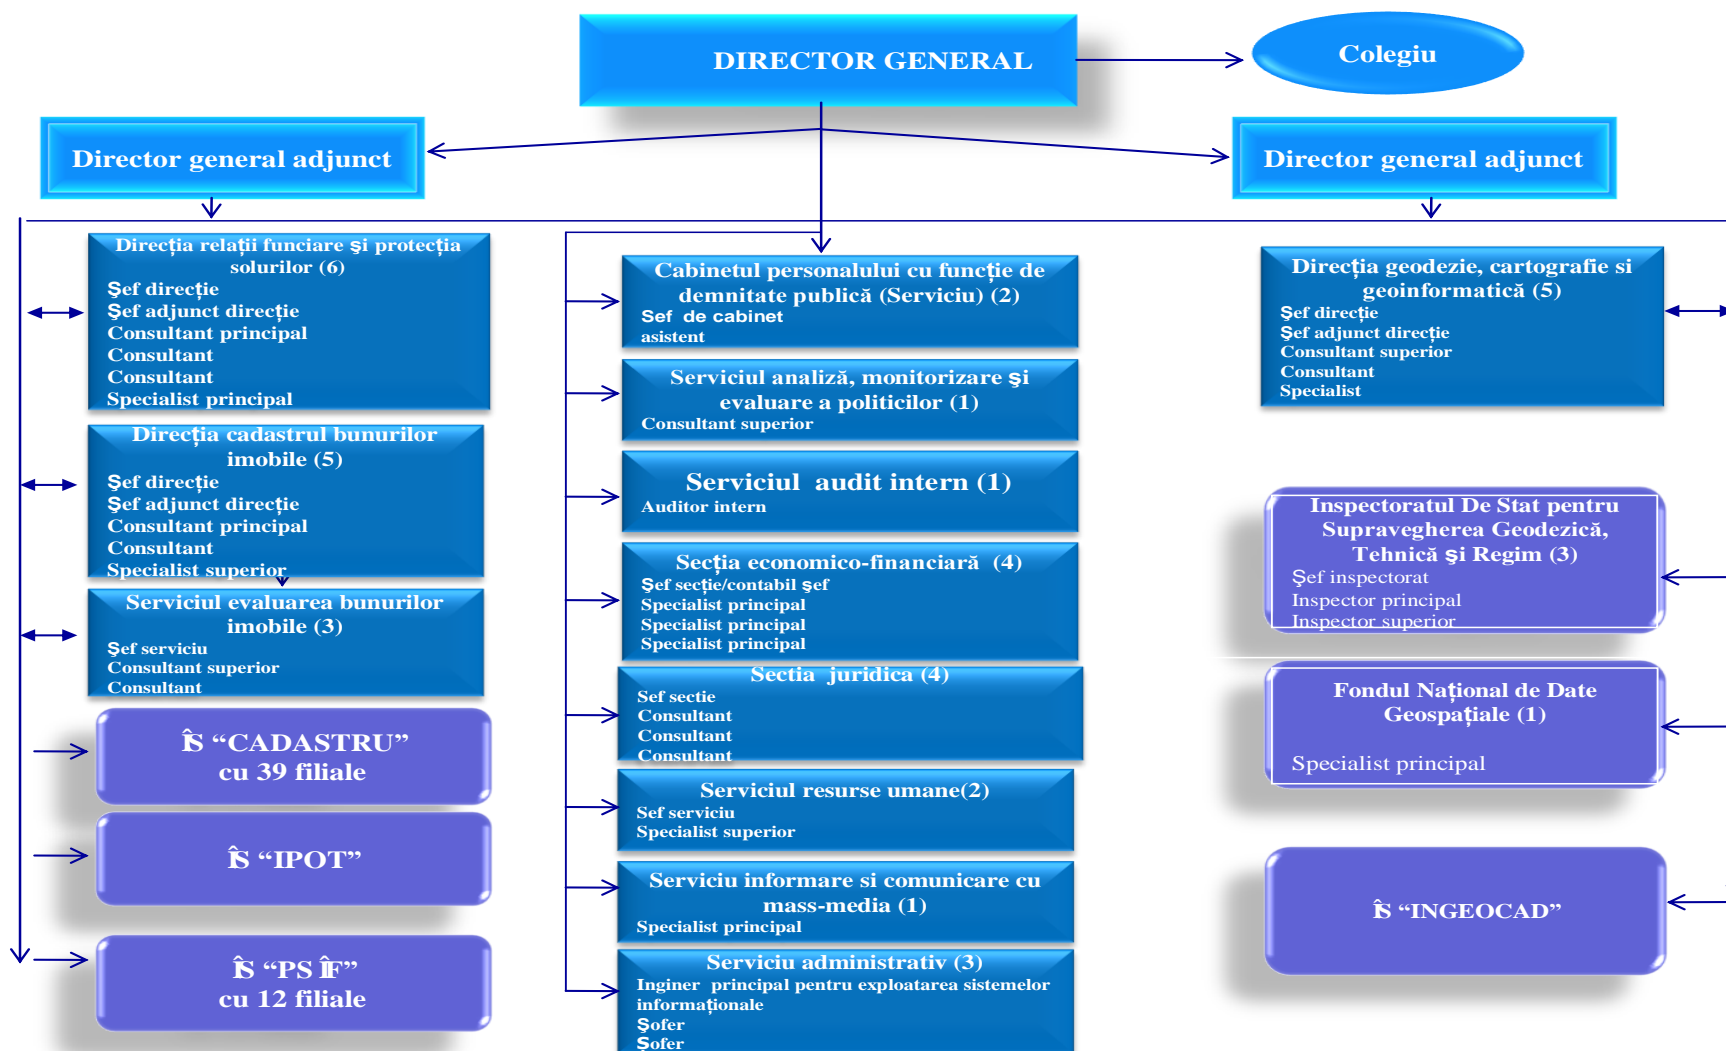 DIRECTOR GENERAL
Colegiu
Director general adjunct
Director general adjunct
Direcția relații funciare şi protecția
solurilor (6)
Şef direcție
Şef adjunct direcție
Consultant principal
Consultant
Consultant
Specialist principal
Direcția cadastrul bunurilor
imobile (5)
Şef direcție
Şef adjunct direcție
Consultant principal
Consultant
Specialist superior
Serviciul evaluarea bunurilor
imobile (3)
Şef serviciu
Consultant superior
Consultant
ÎS “CADASTRU”
cu 39 filiale
ÎS “IPOT”
ÎS “PS ÎF”
cu 12 filiale
Cabinetul personalului cu funcție de
demnitate publică (Serviciu) (2)
Şef de cabinet
asistent
Serviciul analiză, monitorizare şi
evaluare a politicilor (1)
Consultant superior
Serviciul audit intern (1)
Auditor intern
Secția economico-financiară (4)
Şef secție/contabil şef
Specialist principal
Specialist principal
Specialist principal
Sectia juridica (4)
Sef sectie
Consultant
Consultant
Consultant
Serviciul resurse umane(2)
Sef serviciu
Specialist superior
Serviciu informare si comunicare cu
mass-media (1)
Specialist principal
Serviciu administrativ (3)
Inginer principal pentru exploatarea sistemelor
informaționale
Şofer
Şofer
Direcția geodezie, cartografie si
geoinformatică (5)
Şef direcție
Şef adjunct direcție
Consultant superior
Consultant
Specialist
Inspectoratul De Stat pentru
Supravegherea Geodezică,
Tehnică şi Regim (3)
Şef inspectorat
Inspector principal
Inspector superior
Fondul Național de Date
Geospațiale (1)
Specialist principal
ÎS “INGEOCAD”